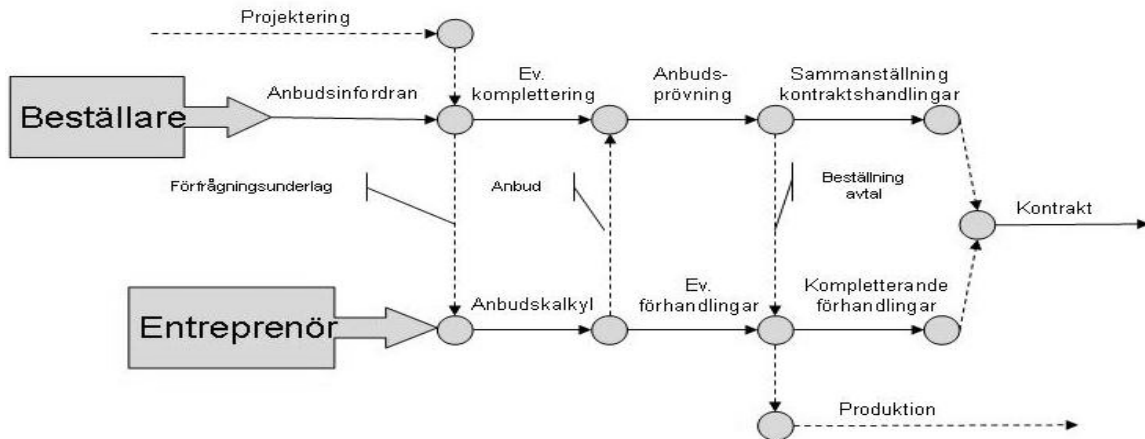 Projektering
Beställare
Anbudsinfordran
Ev.
komplettering
Anbuds-
prövning
Sammanställning
kontraktshandlingar
Förfrågningsunderlag
Anbud
Beställning
avtal
Kontrakt
Entreprenör
Anbudskalkyl
Ev.
förhandlingar
Kompletterande
förhandlingar
Produktion